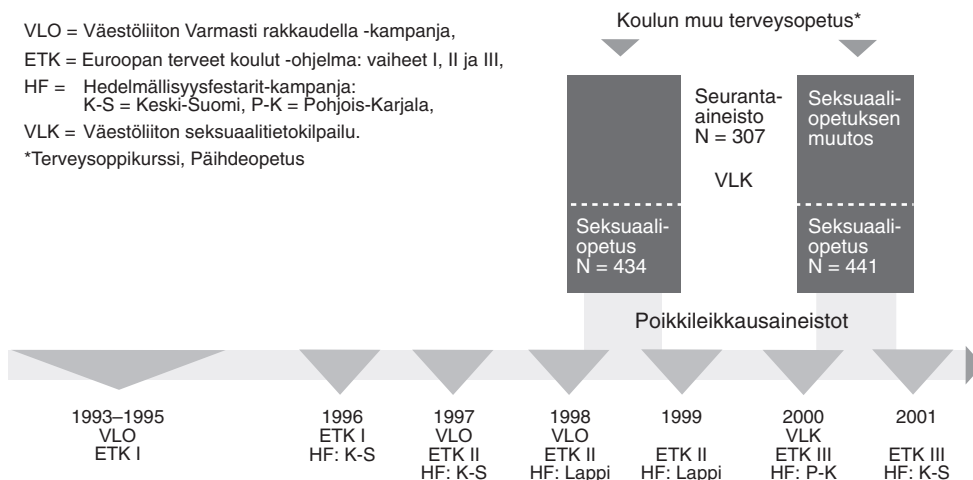 VLO = Väestöliiton Varmasti rakkaudella -kampanja,
ETK = Euroopan terveet koulut -ohjelma: vaiheet I, II ja III,
HF = Hedelmällisyysfestarit-kampanja:
K-S = Keski-Suomi, P-K = Pohjois-Karjala,
VLK = Väestöliiton seksuaalitietokilpailu.
*Terveysoppikurssi, Päihdeopetus
Koulun muu terveysopetus*
Seuranta-
aineisto
N = 307
VLK
Seksuaali-
opetuksen
muutos
Seksuaali-
opetus
N = 434
Seksuaali-
opetus
N = 441
Poikkileikkausaineistot
1993–1995
VLO
ETK I
1996
ETK I
HF: K-S
1997
VLO
ETK II
HF: K-S
1998
VLO
ETK II
HF: Lappi
1999
ETK II
HF: Lappi
2000
VLK
ETK III
HF: P-K
2001
ETK III
HF: K-S